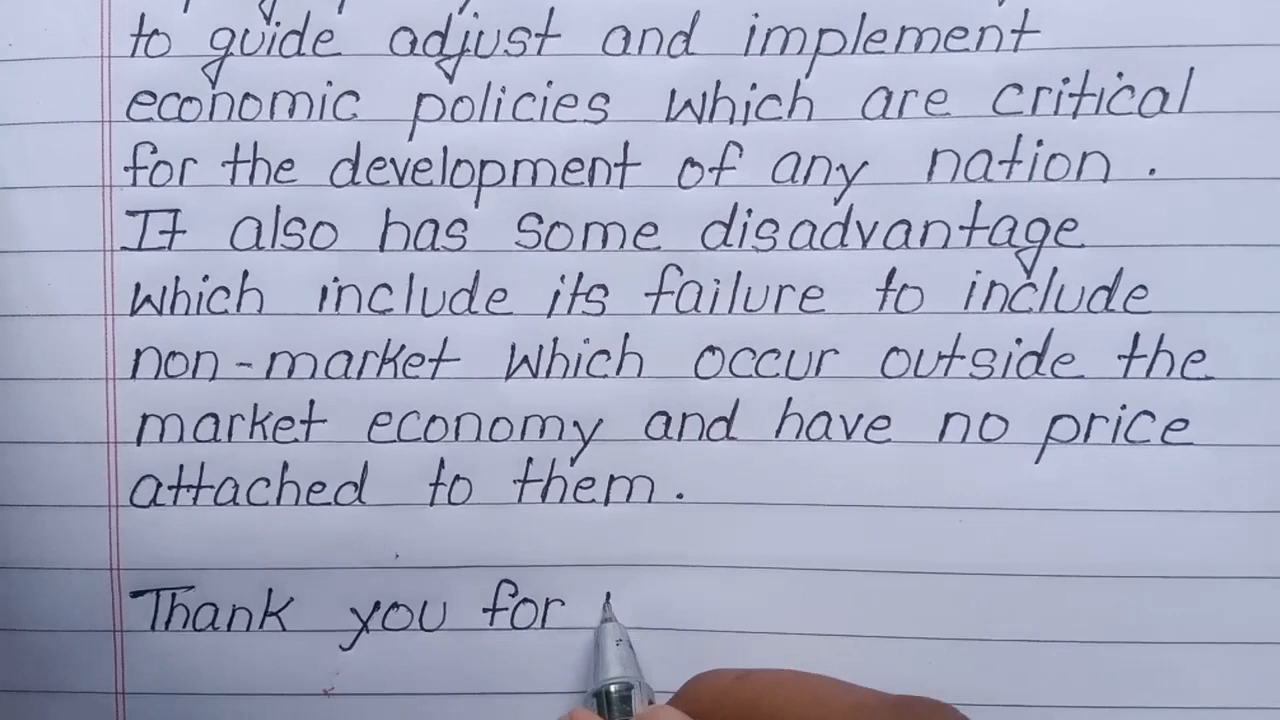 to guide adjust and implement
economic policies which are critical
for the development of any nation.
It also has some disadvantage
which include its failure to include
non-market which occur outside the
market economy and have no price
attached to them.
Thank you for